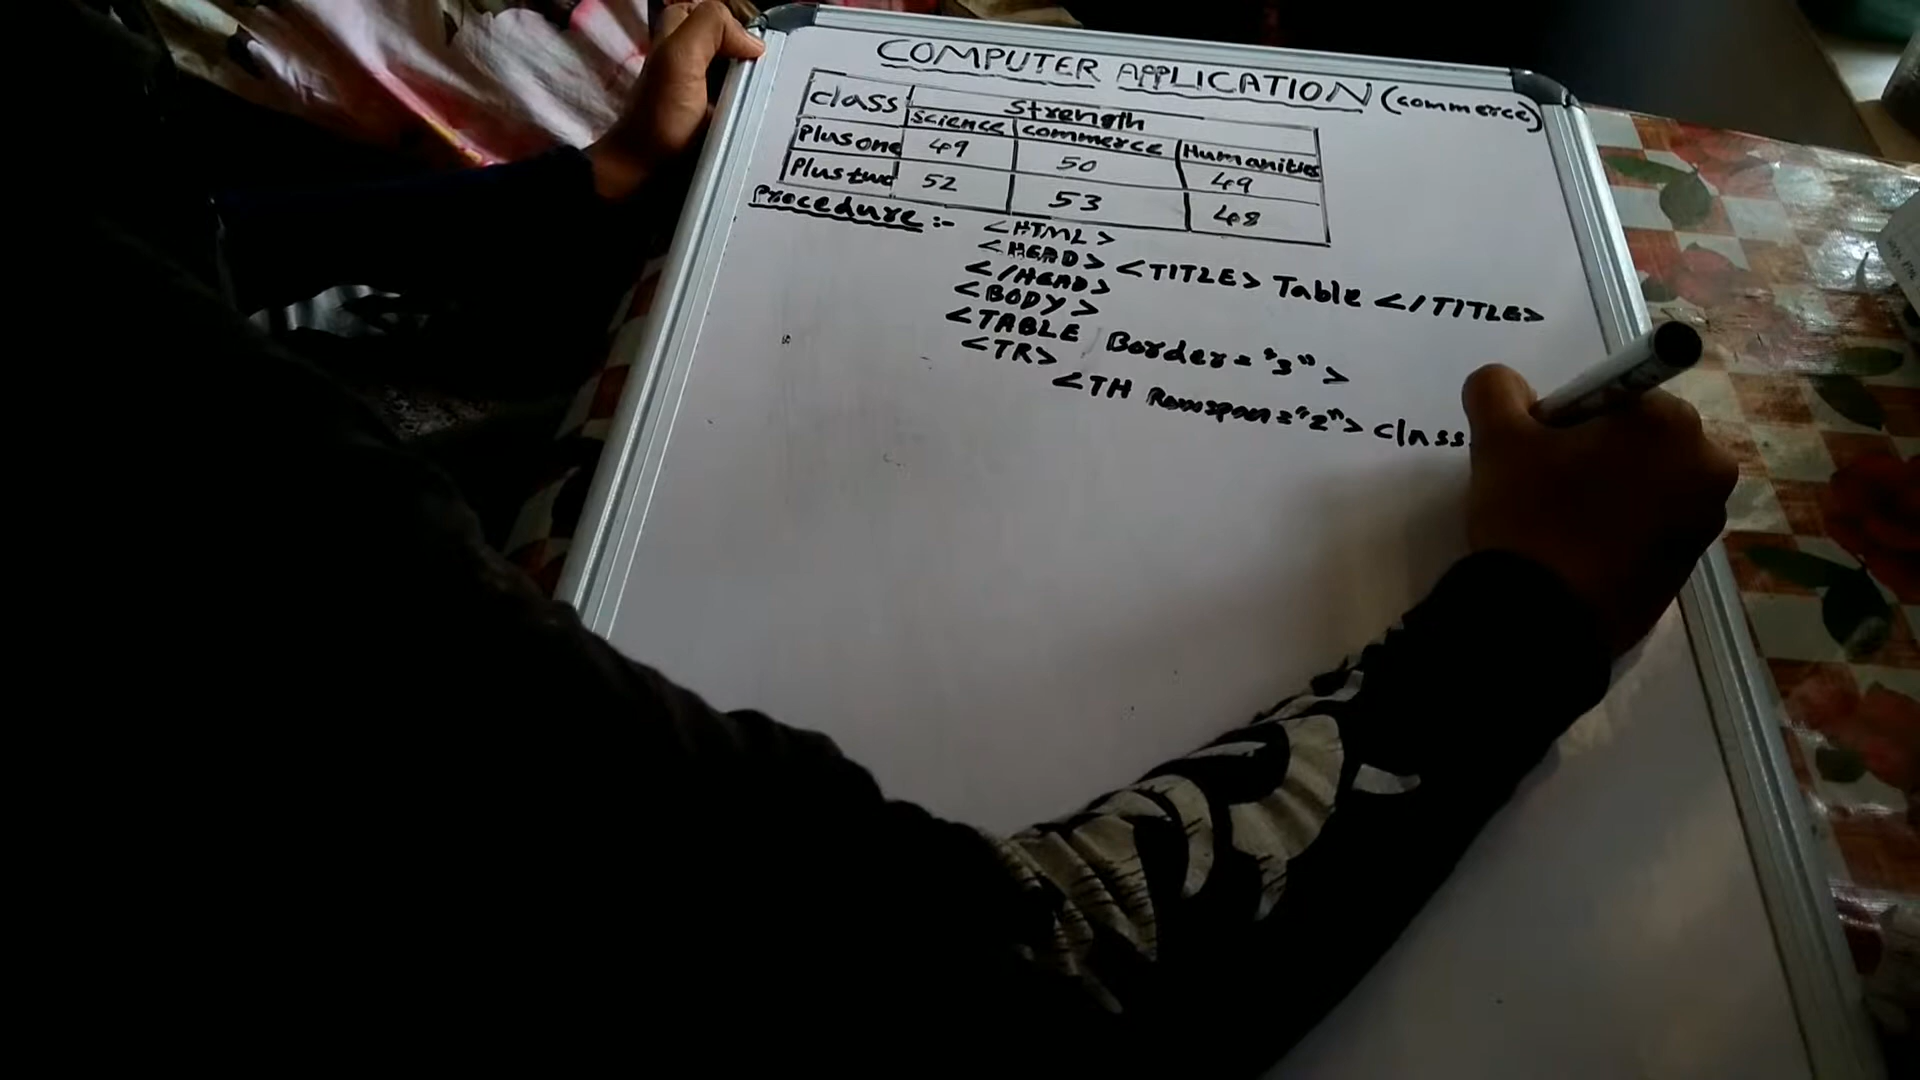 COMPUTER APPLICATION (commerce)
class Strength
science commerce Humanities
Plus one 49 50 49
Plus two 52 53 48
Procedure :- <HTML>
<HEAD> <TITLE> Table </TITLE>
</HEAD>
<BODY>
<TABLE Border = "3">
<TR>
<TH Rowspan="2"> class